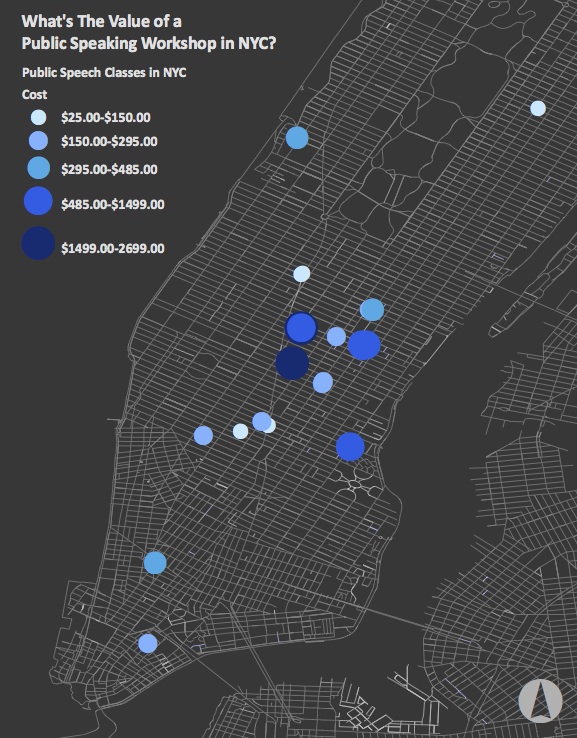 What's The Value of a
Public Speaking Workshop in NYC?
Public Speech Classes in NYC
Cost
$25.00-$150.00
$150.00-$295.00
$295.00-$485.00
$485.00-$1499.00
$1499.00-2699.00